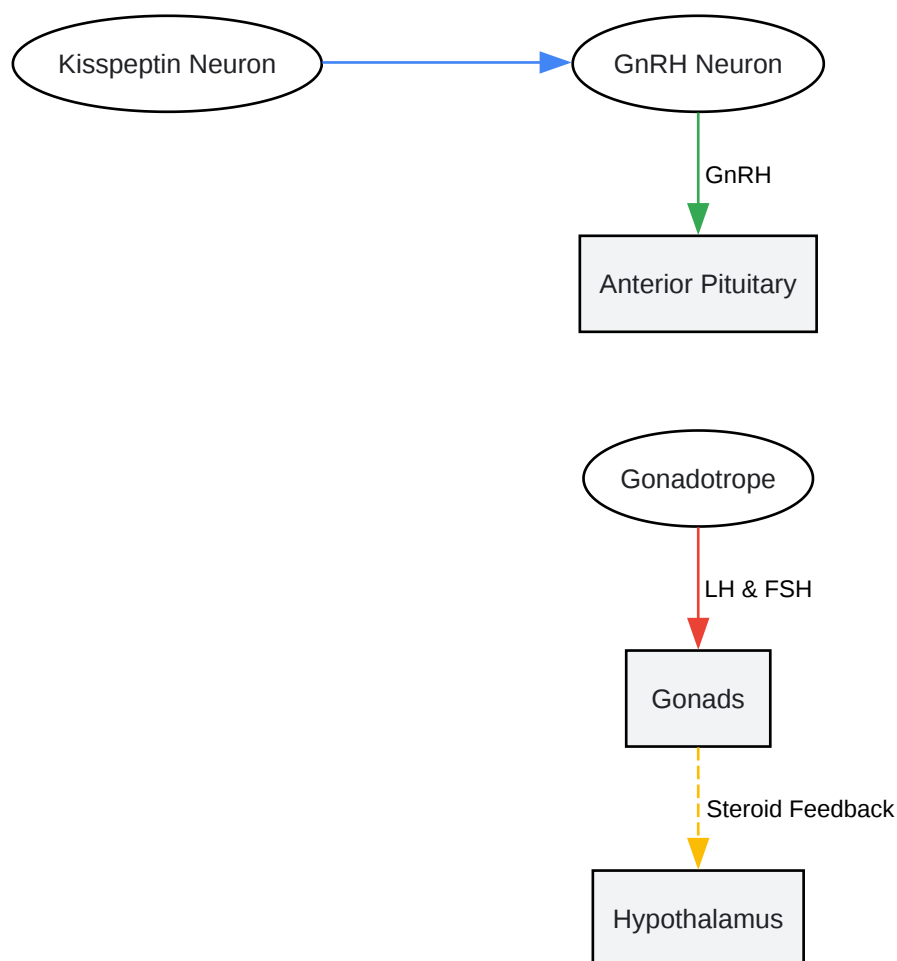 Kisspeptin Neuron
GnRH Neuron
GnRH
Anterior Pituitary
Gonadotrope
LH & FSH
Gonads
Steroid Feedback
Hypothalamus